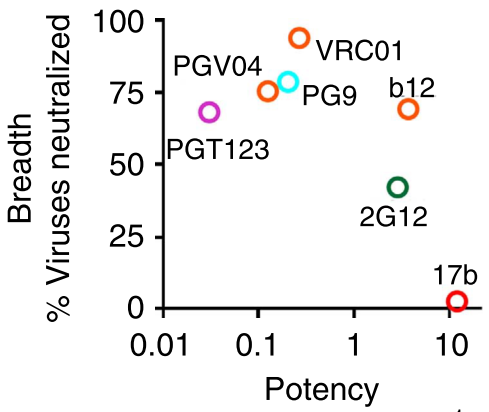 Breadth
% Viruses neutralized
100
75
50
25
0
VRC01
PGV04
PG9
b12
PGT123
2G12
17b
0.01 0.1 1 10
Potency